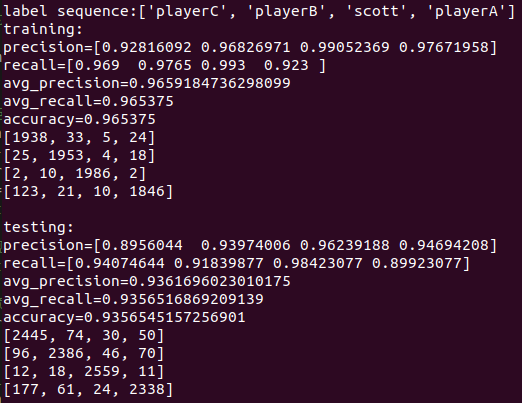 label sequence:['playerC', 'playerB', 'scott', 'playerA']
training:
precision=[0.92816092 0.96826971 0.99052369 0.97671958]
recall=[0.969  0.9765 0.993  0.923 ]
avg_precision=0.9659184736298099
avg_recall=0.965375
accuracy=0.965375
[1938, 33, 5, 24]
[25, 1953, 4, 18]
[2, 10, 1986, 2]
[123, 21, 10, 1846]
testing:
precision=[0.8956044  0.93974006 0.96239188 0.94694208]
recall=[0.94074644 0.91839877 0.98423077 0.89923077]
avg_precision=0.9361696023010175
avg_recall=0.9356516869209139
accuracy=0.9356545157256901
[2445, 74, 30, 50]
[96, 2386, 46, 70]
[12, 18, 2559, 11]
[177, 61, 24, 2338]